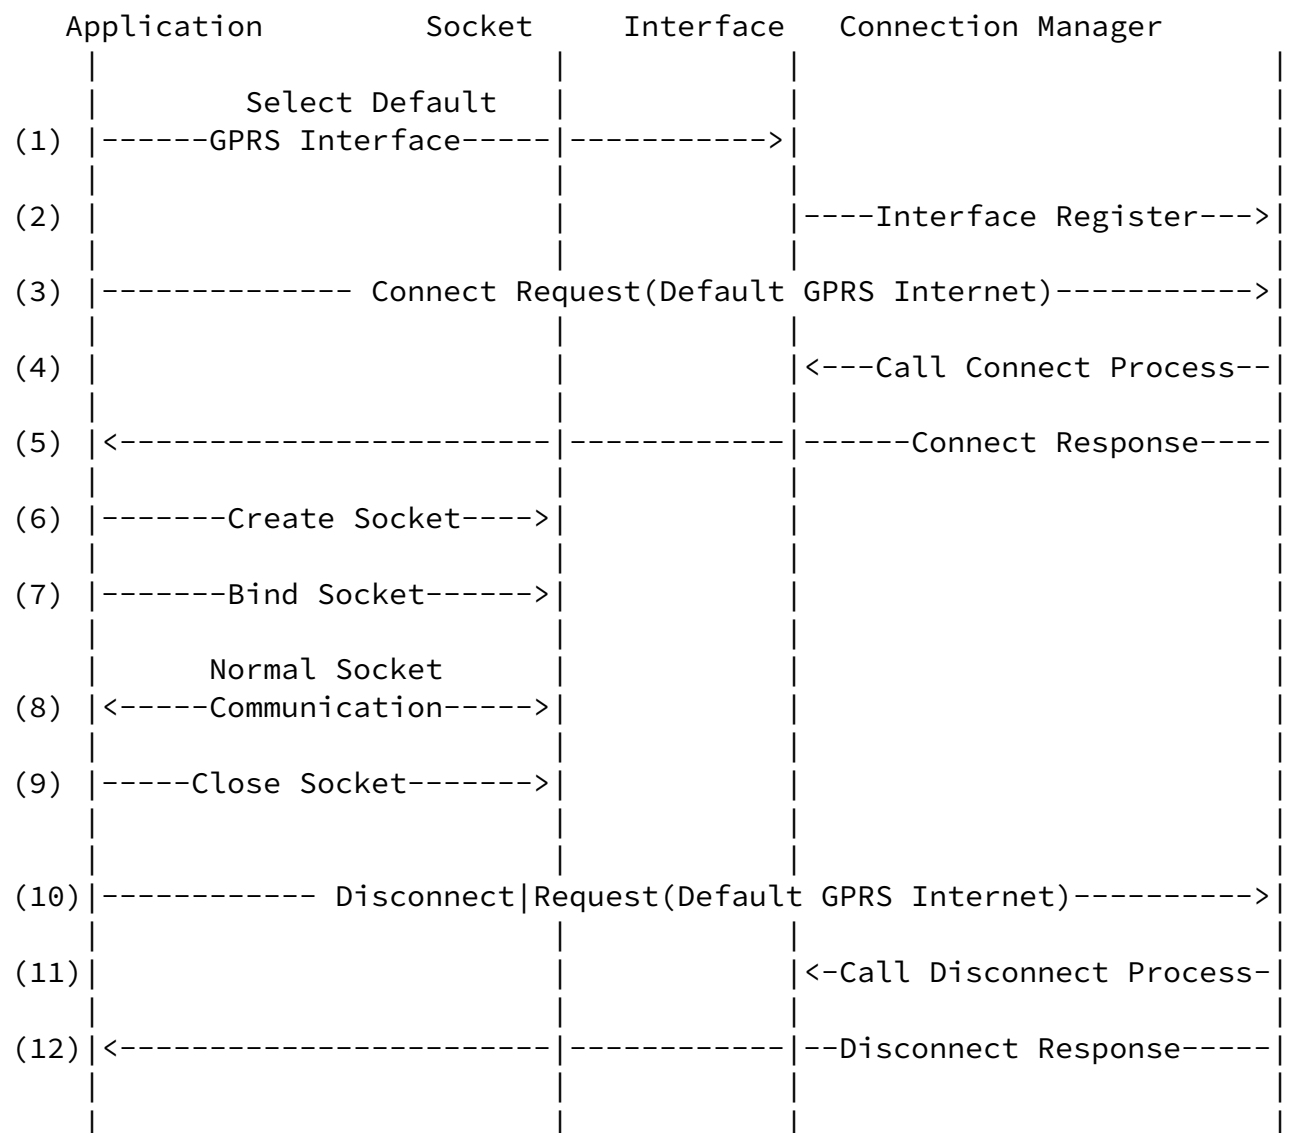 Application         Socket     Interface   Connection Manager
         Select Default
(1) |------GPRS Interface-----|----------->|
(2) |                         |            |----Interface Register--->|
(3) |-------------- Connect Request(Default GPRS Internet)----------->|
(4) |                         |            |<---Call Connect Process--|
(5) |<------------------------|------------|------Connect Response----|
(6) |-------Create Socket---->|
(7) |-------Bind Socket------>|
       Normal Socket
(8) |<-----Communication----->|
(9) |-----Close Socket------->|
(10)|------------ Disconnect|Request(Default GPRS Internet)---------->|
(11)|                         |            |<-Call Disconnect Process-|
(12)|<------------------------|------------|--Disconnect Response-----|